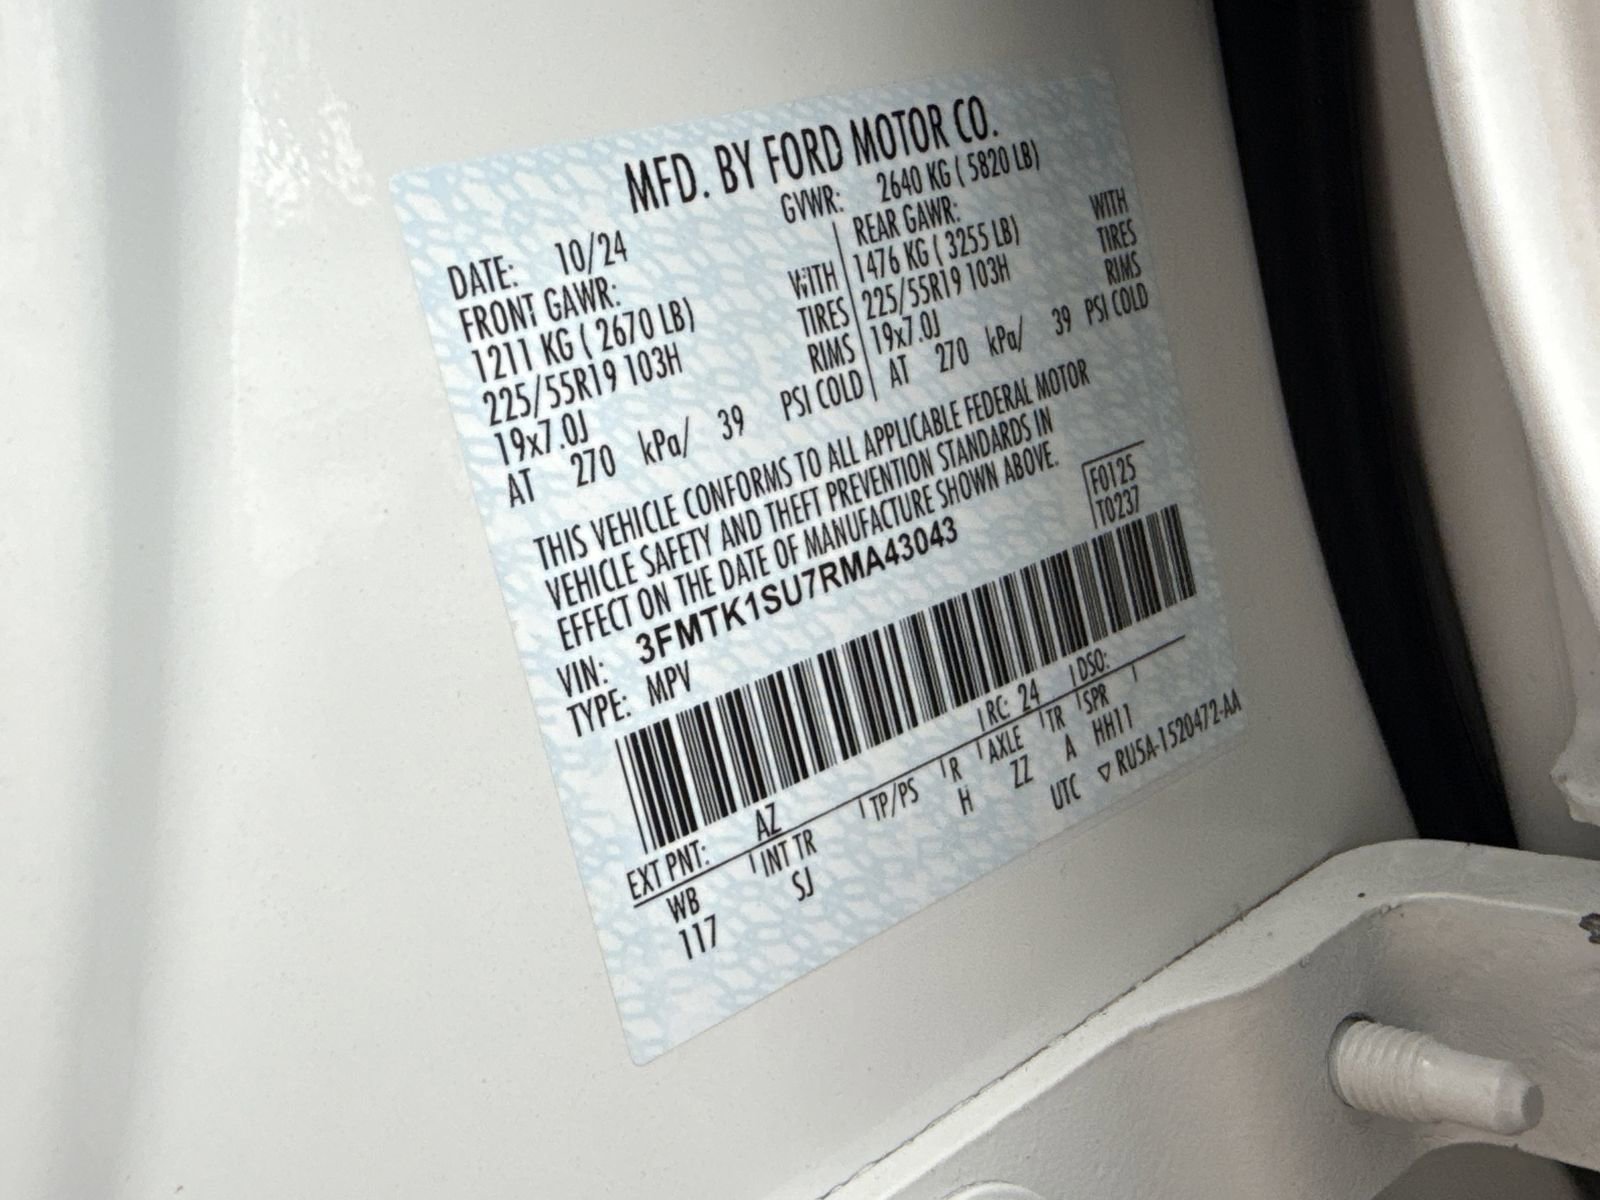 MFD. BY FORD MOTOR CO.
DATE: 10/24 GVWR: 2640 KG ( 5820 LB)
FRONT GAWR: REAR GAWR:
1211 KG ( 2670 LB) WITH 1476 KG ( 3255 LB) WITH
225/55R19 103H TIRES 225/55R19 103H TIRES
19x7.0J RIMS 19x7.0J RIMS
AT 270 kPa/ 39 PSI COLD AT 270 kPa/ 39 PSI COLD
THIS VEHICLE CONFORMS TO ALL APPLICABLE FEDERAL MOTOR
VEHICLE SAFETY AND THEFT PREVENTION STANDARDS IN
EFFECT ON THE DATE OF MANUFACTURE SHOWN ABOVE.
VIN: 3FMTK1SU7RMA43043 F0125
TYPE: MPV T0237
EXT PNT: AZ RC: 24 DSO:
WB INT TR TP/PS R AXLE TR SPR
117 SJ H ZZ A HH11
UTC ▽ RU5A-1520472-AA